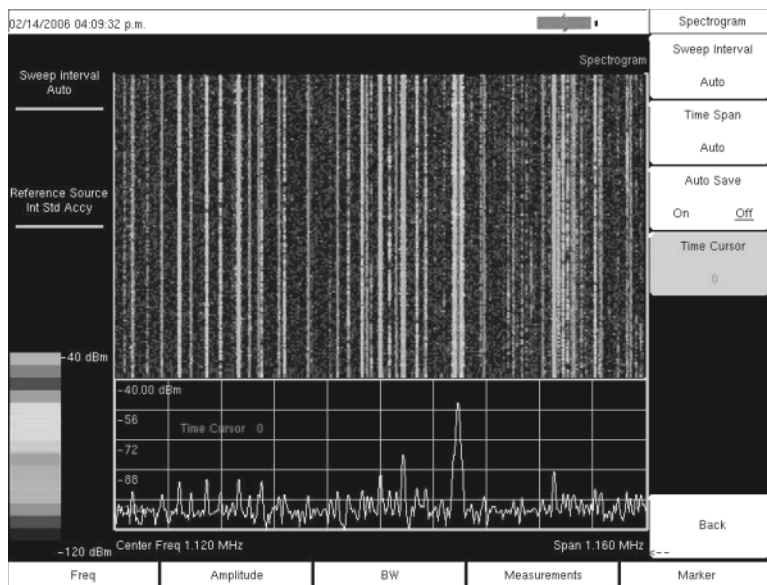 02/14/2006 04:09:32 p.m.
Spectrogram
Spectrogram
Sweep Interval
Auto
Reference Source
Int Std Accy
-40 dBm
-120 dBm
-40.00 dBm
-56
-72
-88
Time Cursor 0
Center Freq 1.120 MHz
Span 1.160 MHz
Sweep Interval
Auto
Time Span
Auto
Auto Save
On Off
Time Cursor
0
Back
<--
Freq
Amplitude
BW
Measurements
Marker